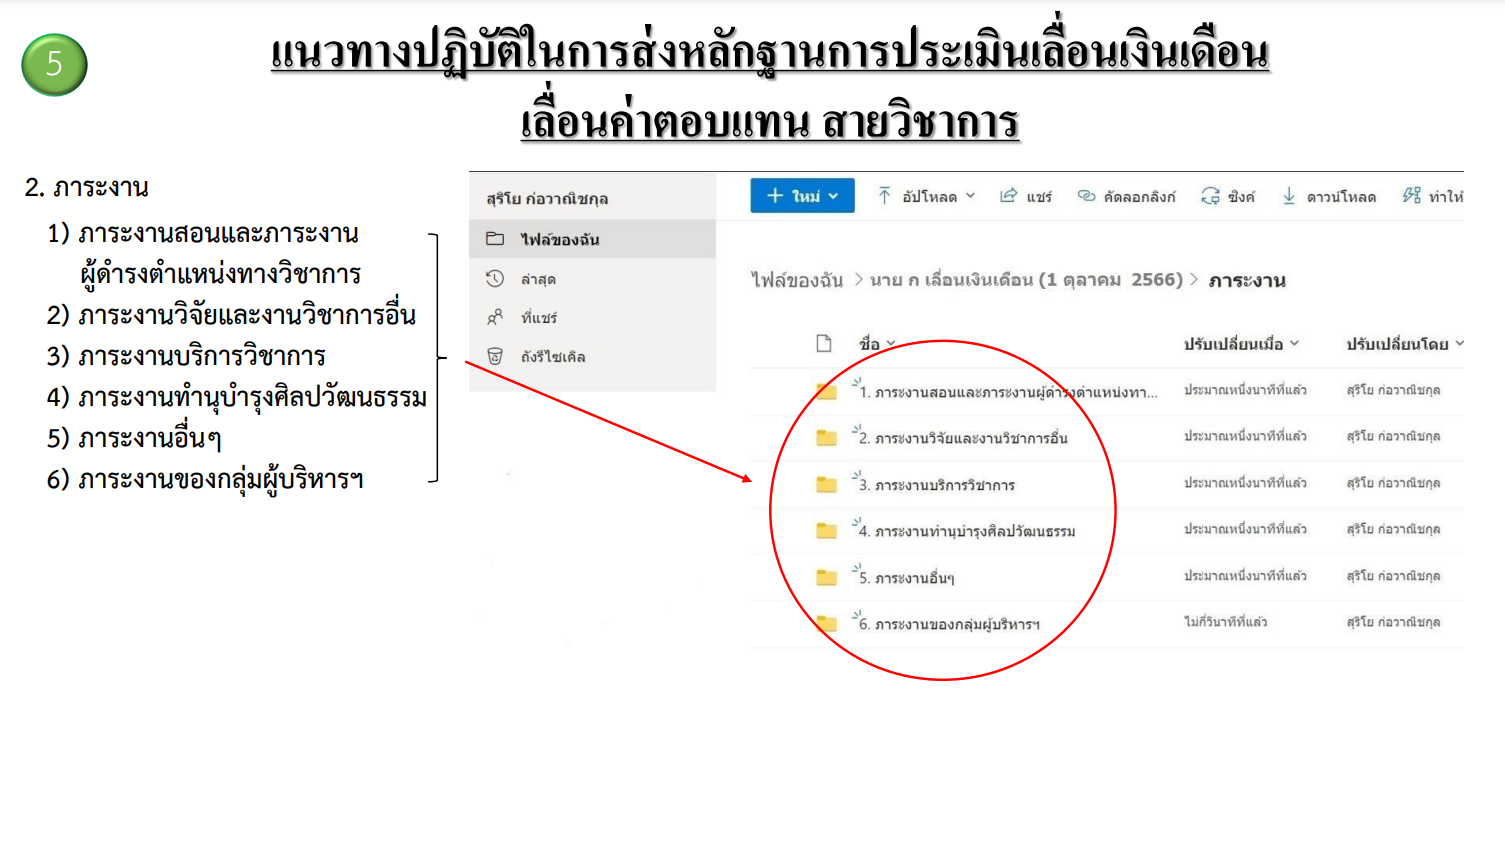 5
แนวทางปฏิบัติในการส่งหลักฐานการประเมินเลื่อนเงินเดือน
เลื่อนค่าตอบแทน สายวิชาการ
2. ภาระงาน
1) ภาระงานสอนและภาระงาน
ผู้ดำรงตำแหน่งทางวิชาการ
2) ภาระงานวิจัยและงานวิชาการอื่น
3) ภาระงานบริการวิชาการ
4) ภาระงานทำนุบำรุงศิลปวัฒนธรรม
5) ภาระงานอื่นๆ
6) ภาระงานของกลุ่มผู้บริหารฯ
สุริโย ก่อวาณิชกุล
ไฟล์ของฉัน
ล่าสุด
ที่แชร์
ถังรีไซเคิล
+ ใหม่ อัปโหลด แชร์ คัดลอกลิงก์ ซิงค์ ดาวน์โหลด ทำให้
ไฟล์ของฉัน > นาย ก เลื่อนเงินเดือน (1 ตุลาคม 2566) > ภาระงาน
ชื่อ ปรับเปลี่ยนเมื่อ ปรับเปลี่ยนโดย
1. ภาระงานสอนและภาระงานผู้ดำรงตำแหน่งทา... ประมาณหนึ่งนาทีที่แล้ว สุริโย ก่อวาณิชกุล
2. ภาระงานวิจัยและงานวิชาการอื่น ประมาณหนึ่งนาทีที่แล้ว สุริโย ก่อวาณิชกุล
3. ภาระงานบริการวิชาการ ประมาณหนึ่งนาทีที่แล้ว สุริโย ก่อวาณิชกุล
4. ภาระงานทำนุบำรุงศิลปวัฒนธรรม ประมาณหนึ่งนาทีที่แล้ว สุริโย ก่อวาณิชกุล
5. ภาระงานอื่นๆ ประมาณหนึ่งนาทีที่แล้ว สุริโย ก่อวาณิชกุล
6. ภาระงานของกลุ่มผู้บริหารฯ ไม่กี่วินาทีที่แล้ว สุริโย ก่อวาณิชกุล